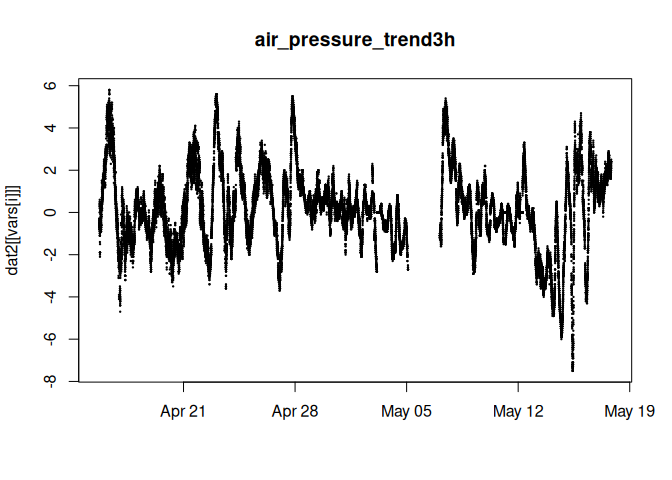 air_pressure_trend3h
dat2[[vars[i]]]
6
4
2
0
-2
-4
-6
-8
Apr 21
Apr 28
May 05
May 12
May 19